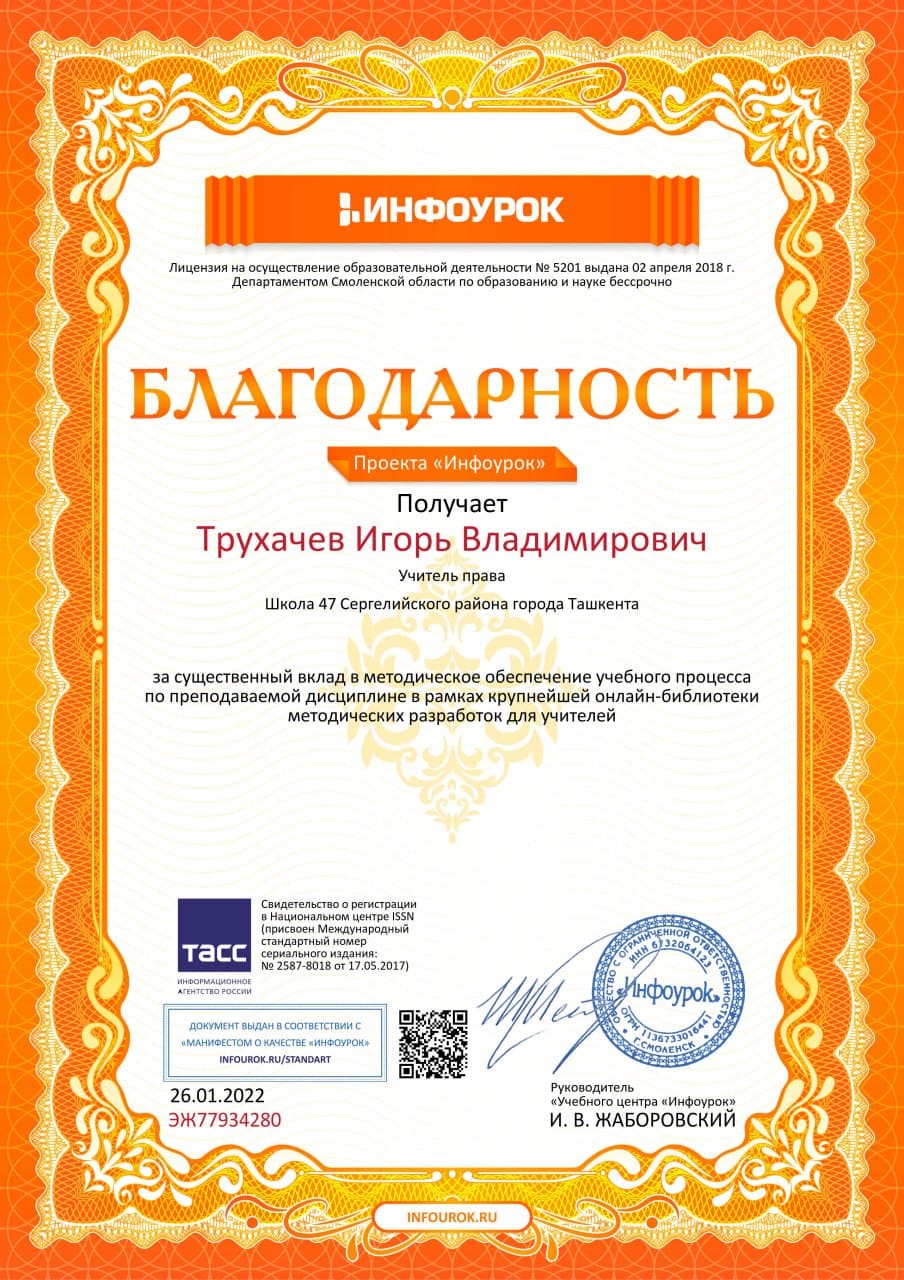 ИНФОУРОК
Лицензия на осуществление образовательной деятельности № 5201 выдана 02 апреля 2018 г.
Департаментом Смоленской области по образованию и науке бессрочно
БЛАГОДАРНОСТЬ
Проекта «Инфоурок»
Получает
Трухачев Игорь Владимирович
Учитель права
Школа 47 Сергелийского района города Ташкента
за существенный вклад в методическое обеспечение учебного процесса
по преподаваемой дисциплине в рамках крупнейшей онлайн-библиотеки
методических разработок для учителей
ТАСС
ИНФОРМАЦИОННОЕ
АГЕНТСТВО РОССИИ
Свидетельство о регистрации
в Национальном центре ISSN
(присвоен Международный
стандартный номер
сериального издания:
№ 2587-8018 от 17.05.2017)
ДОКУМЕНТ ВЫДАН В СООТВЕТСТВИИ С
«МАНИФЕСТОМ О КАЧЕСТВЕ «ИНФОУРОК»
INFOUROK.RU/STANDART
26.01.2022
ЭЖ77934280
ОБЩЕСТВО С ОГРАНИЧЕННОЙ ОТВЕТСТВЕННОСТЬЮ
ИНН 6732064123
«Инфоурок»
ОГРН 1136733016441
Г.СМОЛЕНСК
Руководитель
«Учебного центра «Инфоурок»
И. В. ЖАБОРОВСКИЙ
INFOUROK.RU